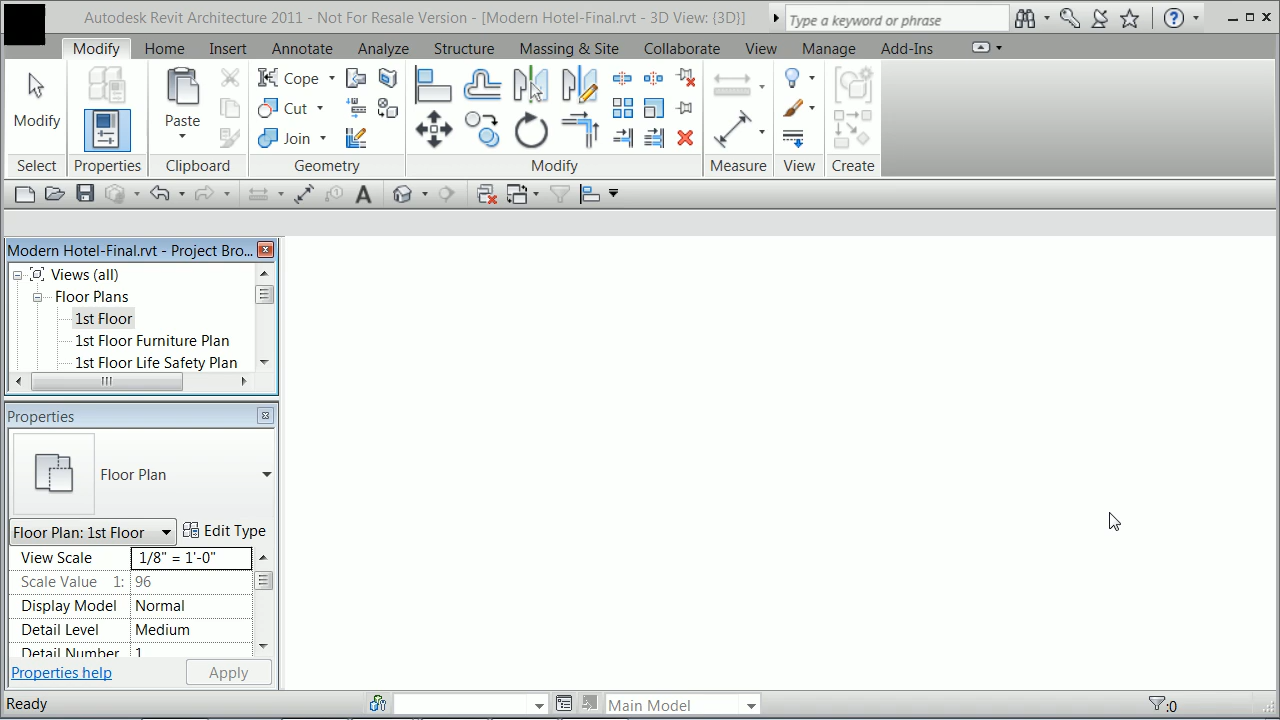 Autodesk Revit Architecture 2011 - Not For Resale Version - [Modern Hotel-Final.rvt - 3D View: {3D}]
Type a keyword or phrase
Modify Home Insert Annotate Analyze Structure Massing & Site Collaborate View Manage Add-Ins
Modify
Paste
Cope
Cut
Join
Select Properties Clipboard Geometry Modify Measure View Create
Modern Hotel-Final.rvt - Project Bro...
Views (all)
Floor Plans
1st Floor
1st Floor Furniture Plan
1st Floor Life Safety Plan
Properties
Floor Plan
Floor Plan: 1st Floor Edit Type
View Scale 1/8" = 1'-0"
Scale Value 1: 96
Display Model Normal
Detail Level Medium
Detail Number 1
Properties help Apply
Ready Main Model :0